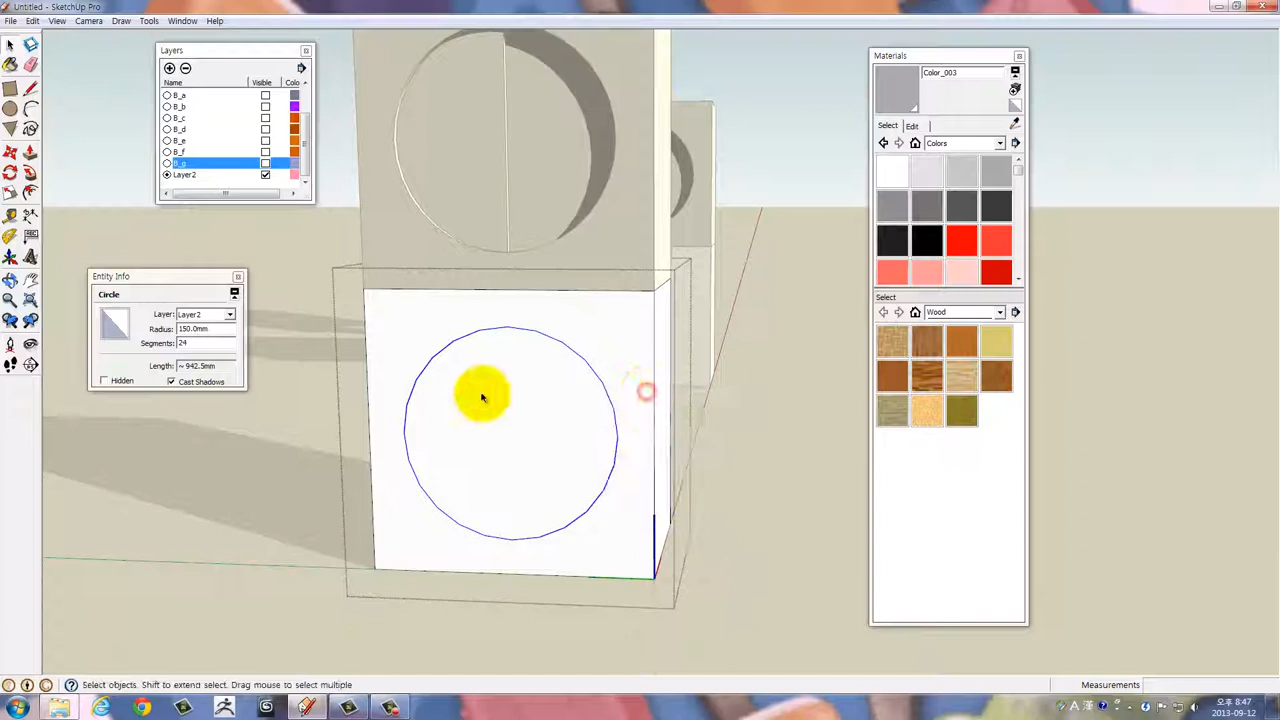 Untitled - SketchUp Pro
File Edit View Camera Draw Tools Window Help
Layers
Name Visible Colo
B_a
B_b
B_c
B_d
B_e
B_f
B_g
Layer2
Entity Info
Circle
Layer: Layer2
Radius: 150.0mm
Segments: 24
Length: ~ 942.5mm
Hidden Cast Shadows
Materials
Color_003
Select Edit
Colors
Select
Wood
Select objects. Shift to extend select. Drag mouse to select multiple
Measurements
A 漢
오후 8:47
2013-09-12